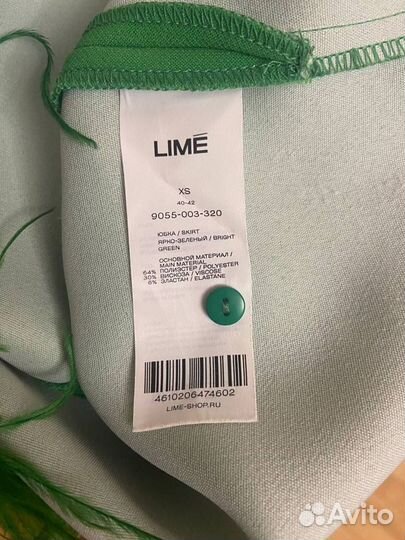 LIMÉ
XS
40-42
9055-003-320
ЮБКА / SKIRT
ЯРКО-ЗЕЛЕНЫЙ / BRIGHT
GREEN
ОСНОВНОЙ МАТЕРИАЛ /
MAIN MATERIAL
64% ПОЛИЭСТЕР / POLYESTER
30% ВИСКОЗА / VISCOSE
6% ЭЛАСТАН / ELASTANE
4610206474602
LIME-SHOP.RU
Avito